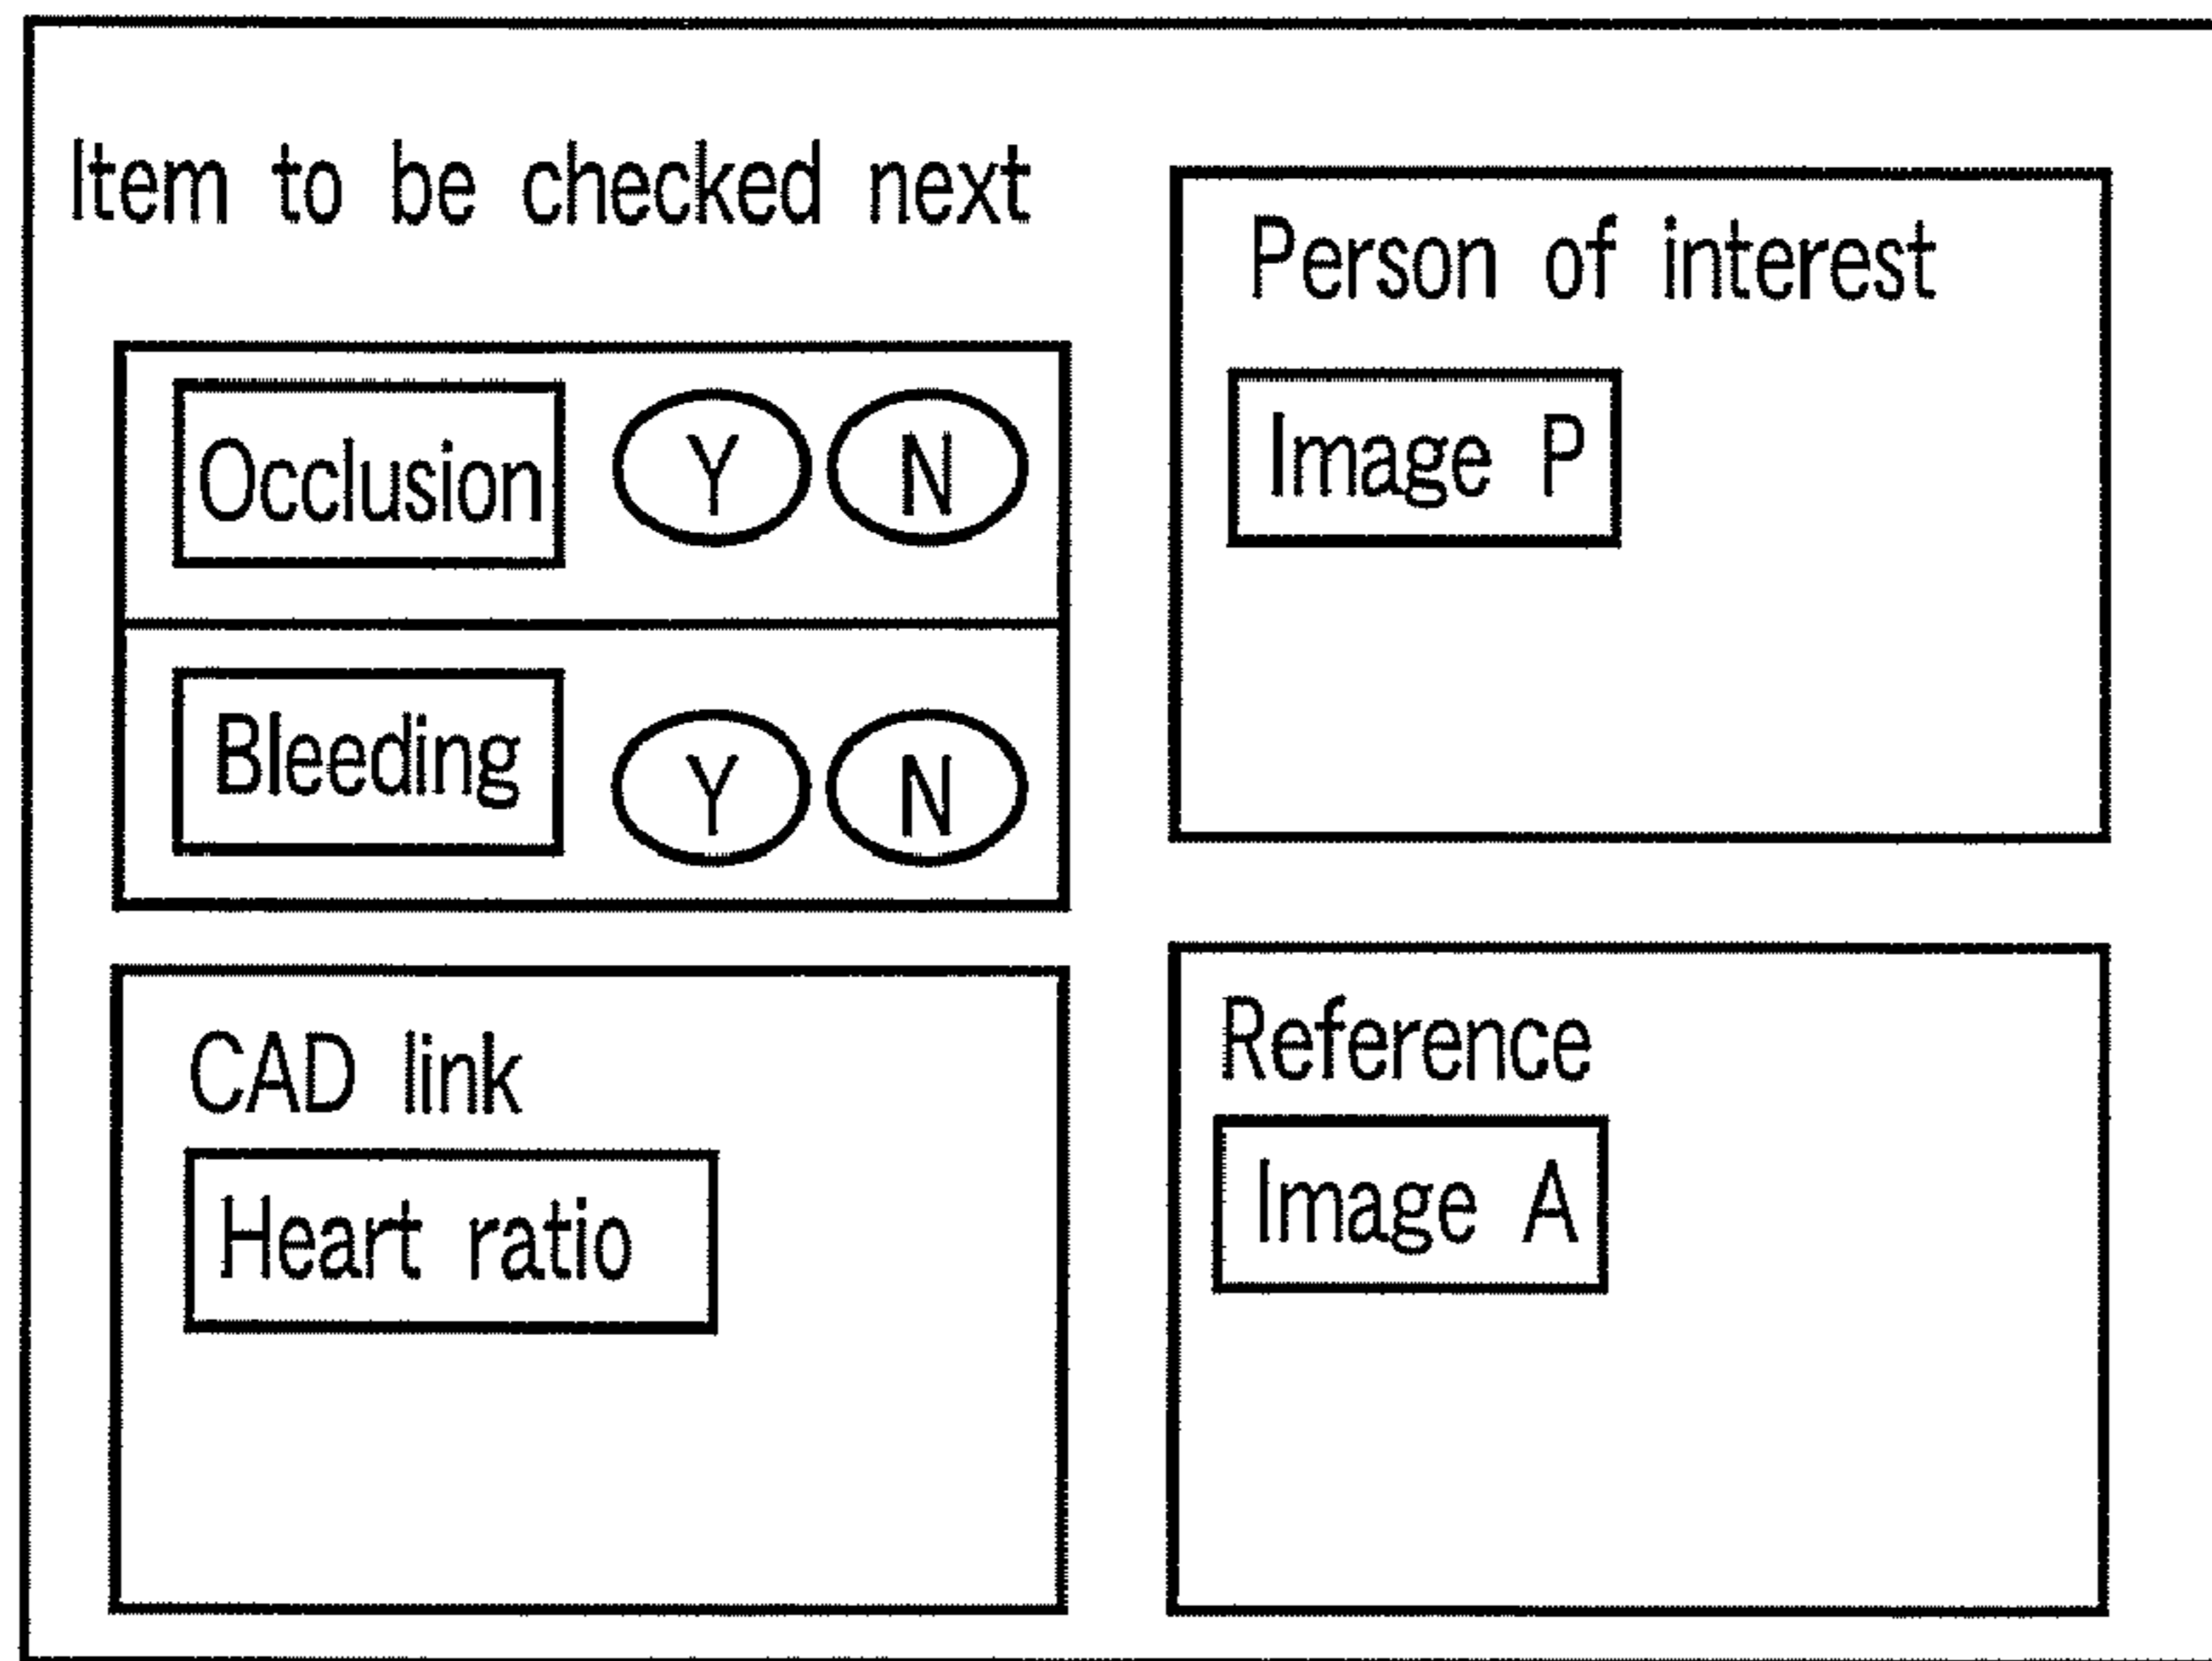 Item to be checked next
Occlusion Y N
Bleeding Y N
Person of interest
Image P
CAD link
Heart ratio
Reference
Image A